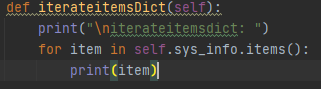 def iterateitemsDict(self):
    print("\niterateitemsdict: ")
    for item in self.sys_info.items():
        print(item)